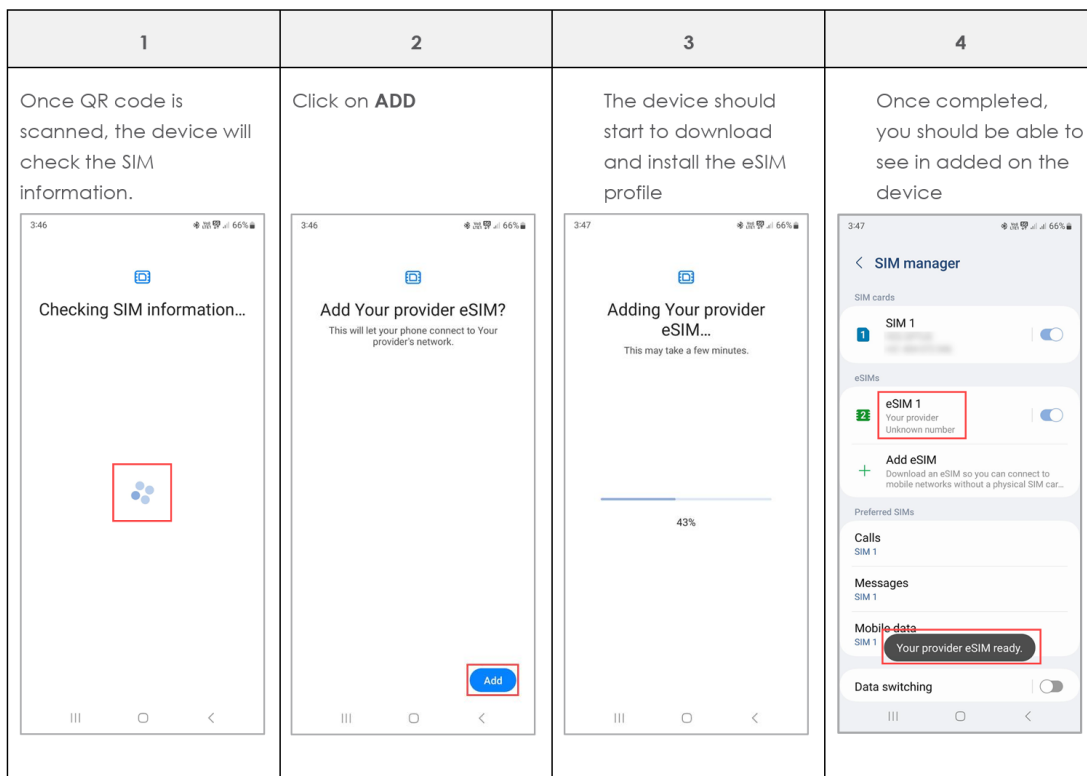 1
2
3
4
Once QR code is
scanned, the device will
check the SIM
information.
Click on ADD
The device should
start to download
and install the eSIM
profile
Once completed,
you should be able to
see in added on the
device
3:46
66%
Checking SIM information...
3:46
66%
Add Your provider eSIM?
This will let your phone connect to Your
provider's network.
Add
3:47
66%
Adding Your provider
eSIM...
This may take a few minutes.
43%
3:47
66%
SIM manager
SIM cards
1
SIM 1
eSIMs
2
eSIM 1
Your provider
Unknown number
Add eSIM
Download an eSIM so you can connect to
mobile networks without a physical SIM car...
Preferred SIMs
Calls
SIM 1
Messages
SIM 1
Mobile data
SIM 1
Your provider eSIM ready.
Data switching